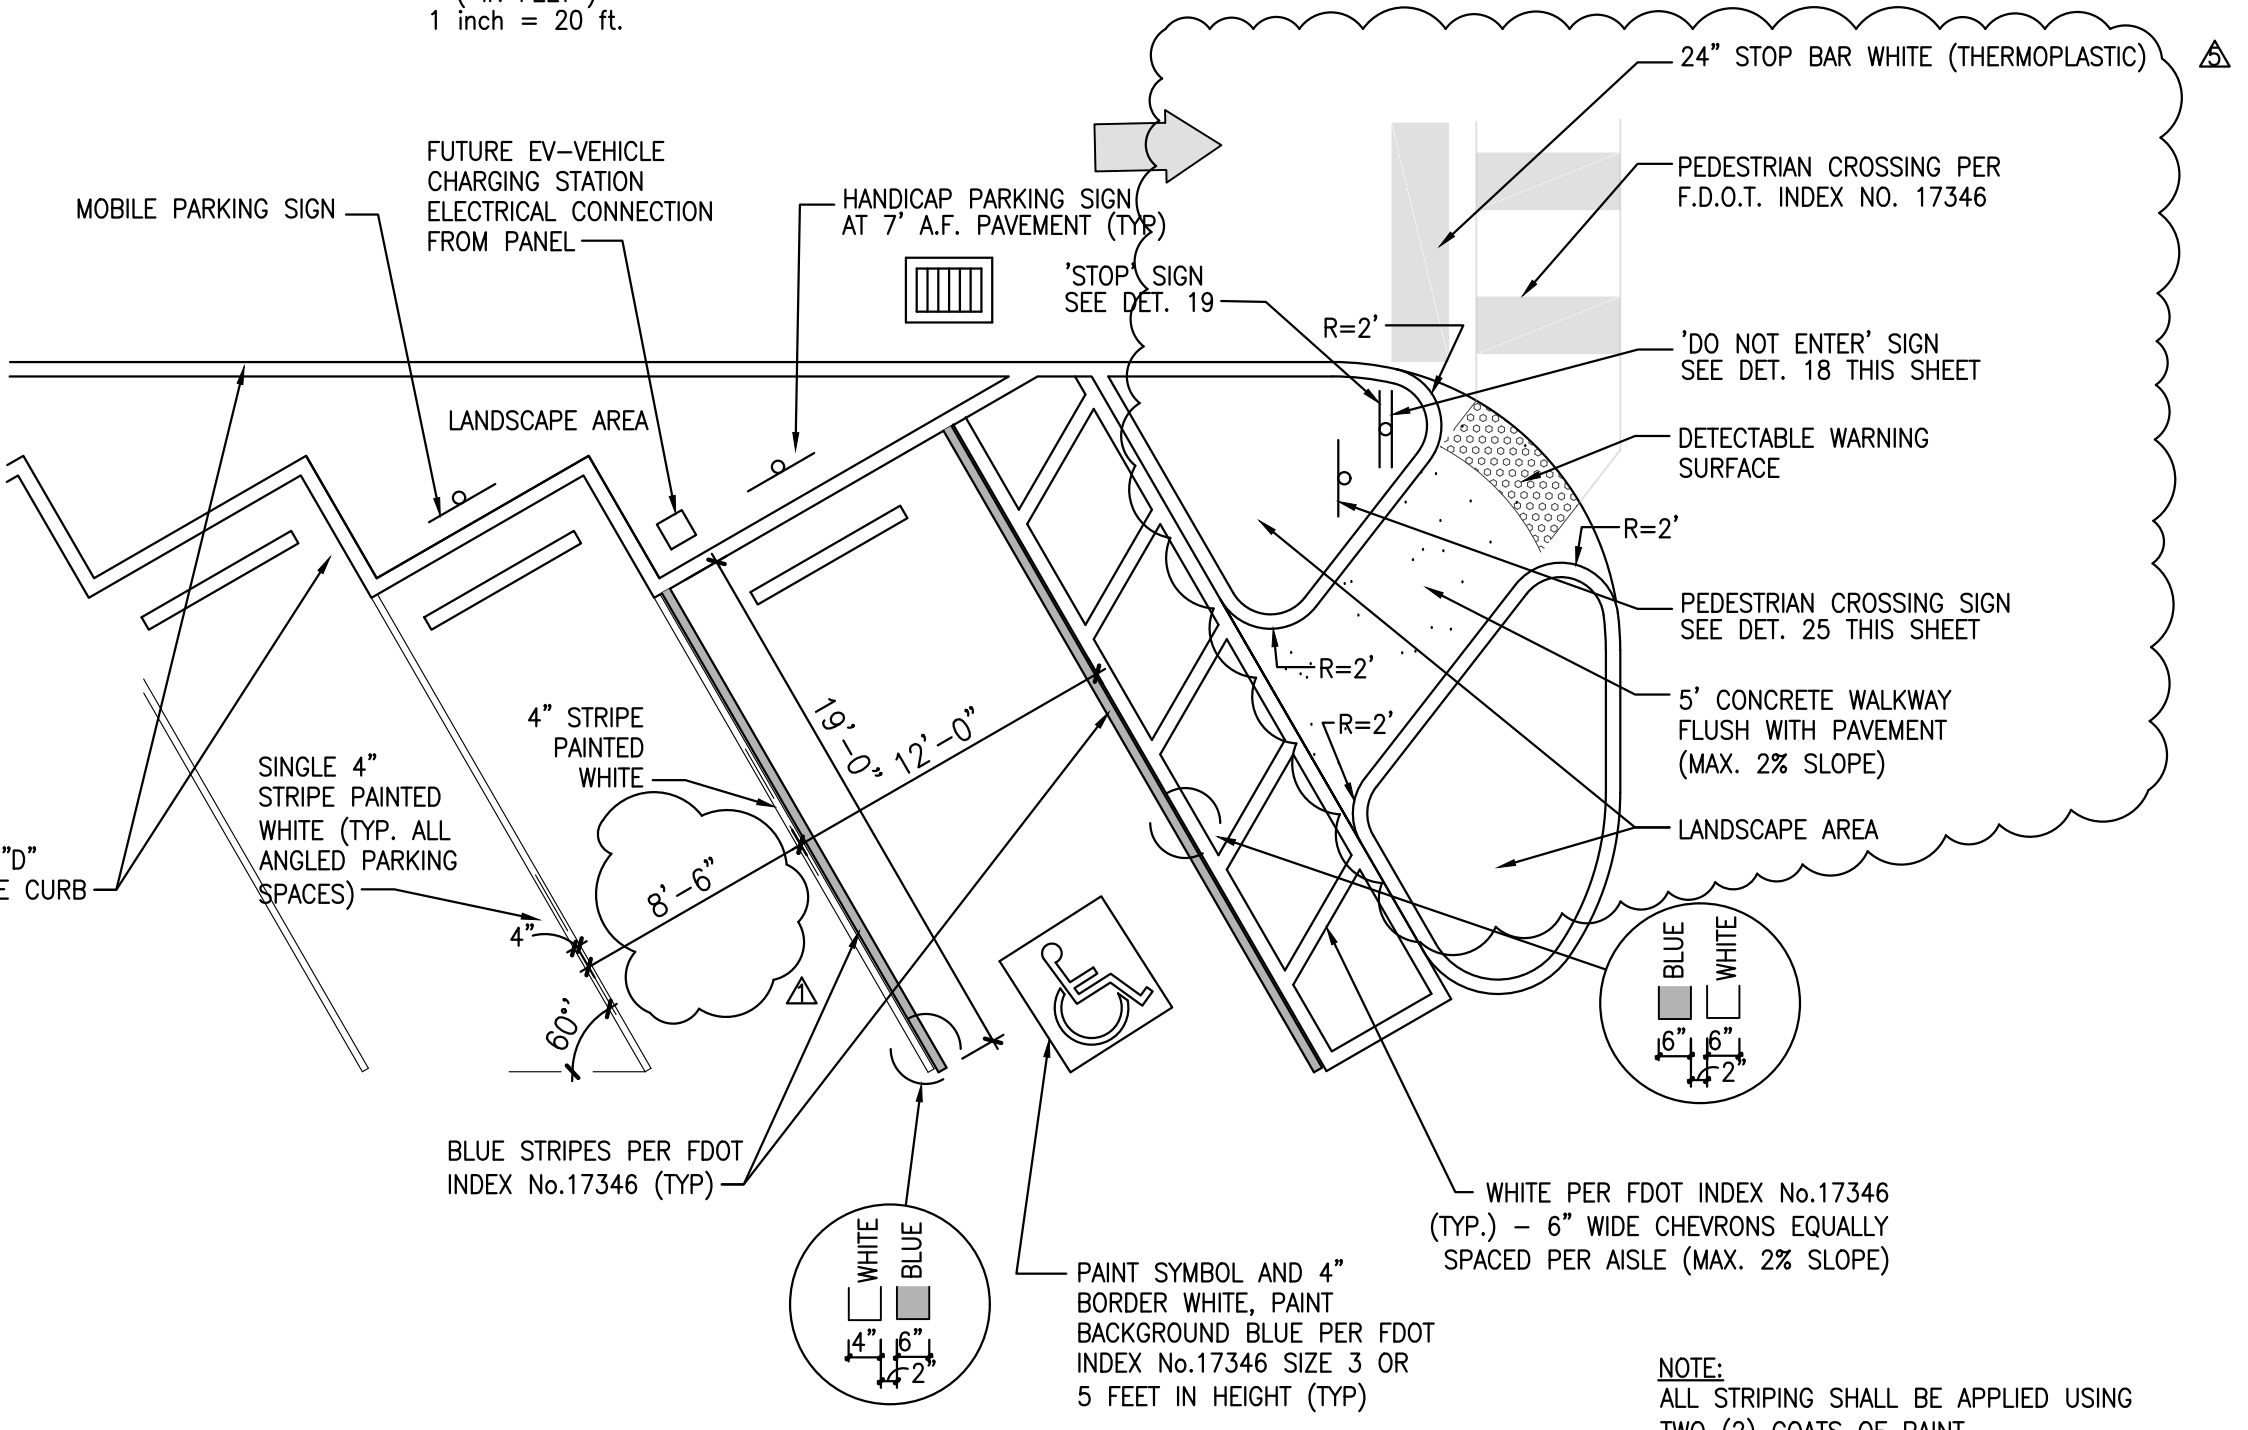 1 inch = 20 ft.
24" STOP BAR WHITE (THERMOPLASTIC)
5
PEDESTRIAN CROSSING PER
F.D.O.T. INDEX NO. 17346
FUTURE EV-VEHICLE
CHARGING STATION
ELECTRICAL CONNECTION
FROM PANEL
MOBILE PARKING SIGN
HANDICAP PARKING SIGN
AT 7' A.F. PAVEMENT (TYP)
'STOP' SIGN
SEE DET. 19
R=2'
'DO NOT ENTER' SIGN
SEE DET. 18 THIS SHEET
LANDSCAPE AREA
DETECTABLE WARNING
SURFACE
R=2'
PEDESTRIAN CROSSING SIGN
SEE DET. 25 THIS SHEET
R=2'
R=2'
5' CONCRETE WALKWAY
FLUSH WITH PAVEMENT
(MAX. 2% SLOPE)
LANDSCAPE AREA
4" STRIPE
PAINTED
WHITE
19'-0"
12'-0"
8'-6"
SINGLE 4"
STRIPE PAINTED
WHITE (TYP. ALL
ANGLED PARKING
SPACES)
"D"
CURB
4"
60°
1
BLUE
WHITE
6"
6"
2"
BLUE STRIPES PER FDOT
INDEX No.17346 (TYP)
WHITE
BLUE
4"
6"
2"
WHITE PER FDOT INDEX No.17346
(TYP.) - 6" WIDE CHEVRONS EQUALLY
SPACED PER AISLE (MAX. 2% SLOPE)
PAINT SYMBOL AND 4"
BORDER WHITE, PAINT
BACKGROUND BLUE PER FDOT
INDEX No.17346 SIZE 3 OR
5 FEET IN HEIGHT (TYP)
NOTE:
ALL STRIPING SHALL BE APPLIED USING
TWO (2) COATS OF PAINT